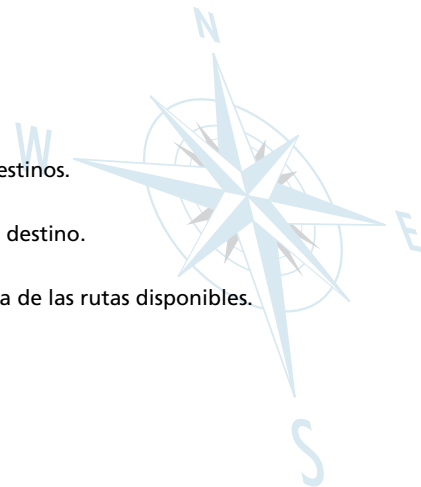 N
W
estinos.
E
destino.
a de las rutas disponibles.
S